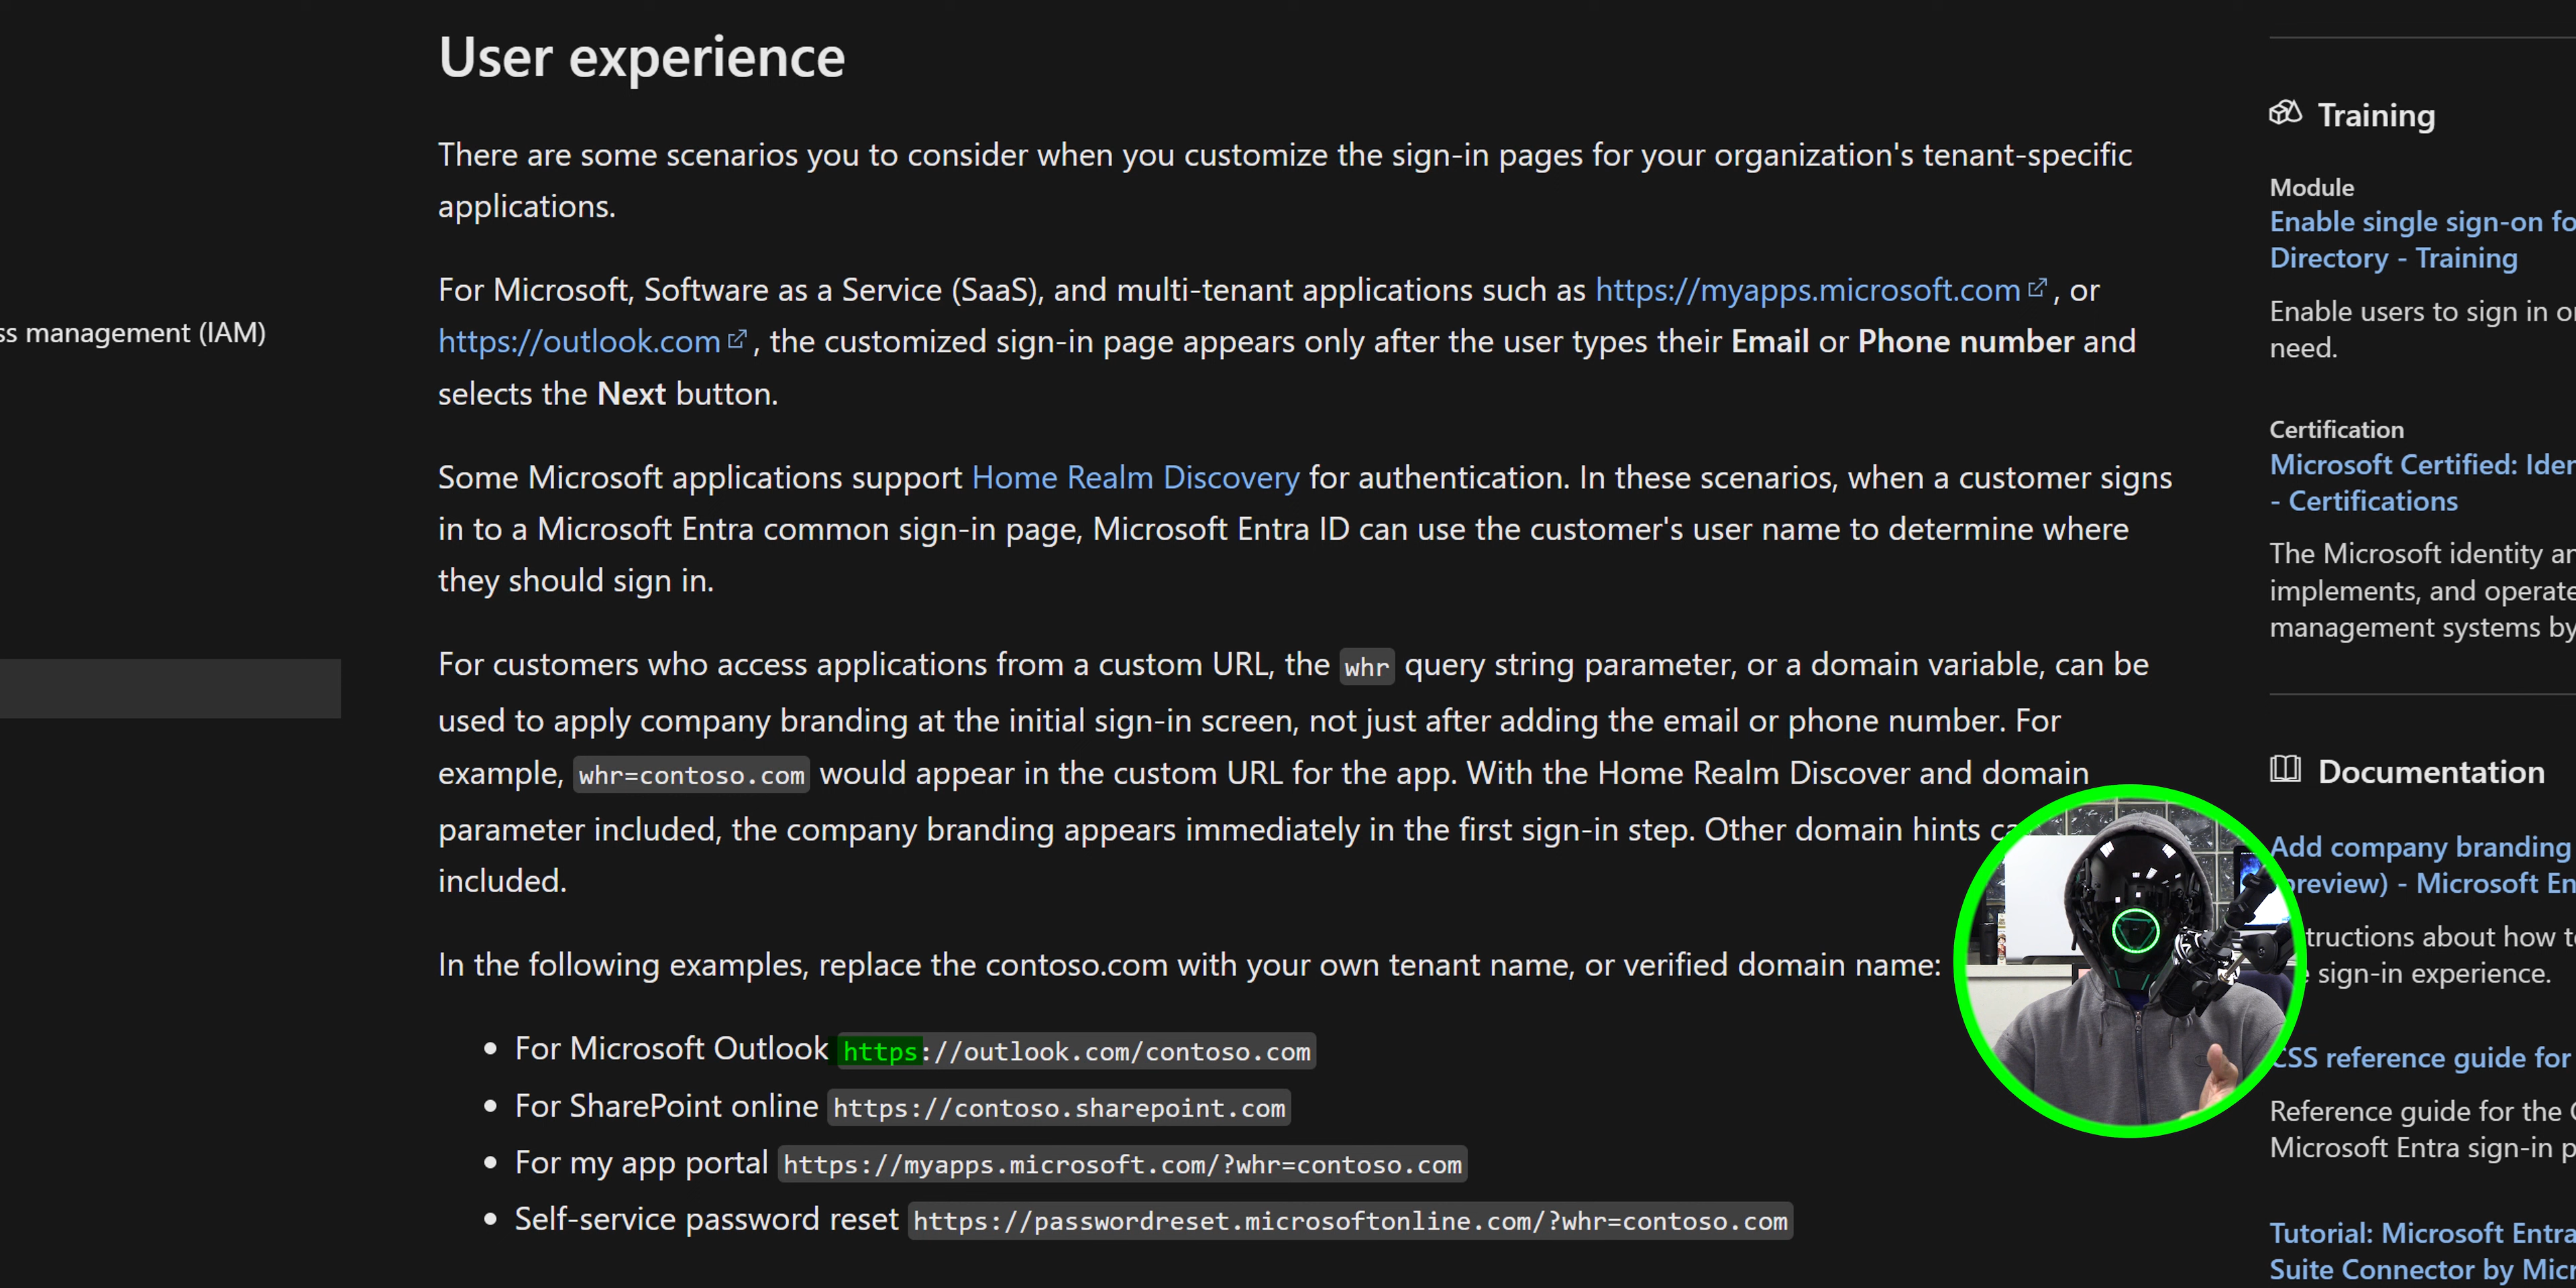 User experience
There are some scenarios you to consider when you customize the sign-in pages for your organization's tenant-specific
applications.
For Microsoft, Software as a Service (SaaS), and multi-tenant applications such as https://myapps.microsoft.com , or
https://outlook.com , the customized sign-in page appears only after the user types their Email or Phone number and
selects the Next button.
Some Microsoft applications support Home Realm Discovery for authentication. In these scenarios, when a customer signs
in to a Microsoft Entra common sign-in page, Microsoft Entra ID can use the customer's user name to determine where
they should sign in.
For customers who access applications from a custom URL, the whr query string parameter, or a domain variable, can be
used to apply company branding at the initial sign-in screen, not just after adding the email or phone number. For
example, whr=contoso.com would appear in the custom URL for the app. With the Home Realm Discover and domain
parameter included, the company branding appears immediately in the first sign-in step. Other domain hints
included.
In the following examples, replace the contoso.com with your own tenant name, or verified domain name:
• For Microsoft Outlook https://outlook.com/contoso.com
• For SharePoint online https://contoso.sharepoint.com
• For my app portal https://myapps.microsoft.com/?whr=contoso.com
• Self-service password reset https://passwordreset.microsoftonline.com/?whr=contoso.com
ss management (IAM)
Training
Module
Enable single sign-on fo
Directory - Training
Enable users to sign in o
need.
Certification
Microsoft Certified: Iden
- Certifications
The Microsoft identity an
implements, and operate
management systems by
Documentation
Add company branding
preview) - Microsoft En
tructions about how t
sign-in experience.
CSS reference guide for
Reference guide for the C
Microsoft Entra sign-in p
Tutorial: Microsoft Entra
Suite Connector by Micr